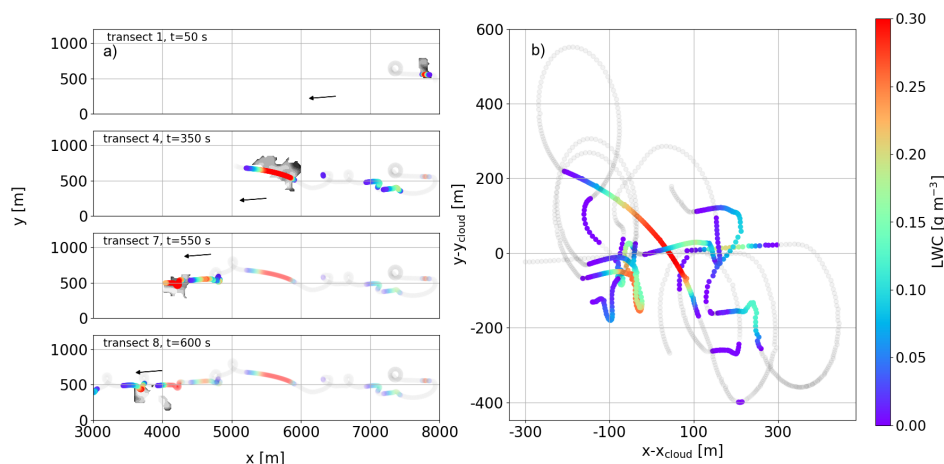 transect 1, t=50 s
a)
1000
500
0
transect 4, t=350 s
1000
500
0
transect 7, t=550 s
1000
500
0
transect 8, t=600 s
1000
500
0
3000 4000 5000 6000 7000 8000
x [m]
y [m]
b)
600
400
200
0
-200
-400
-300 -100 100 300
x-xcloud [m]
y-ycloud [m]
0.30
0.25
0.20
0.15
0.10
0.05
0.00
LWC [g m−3]